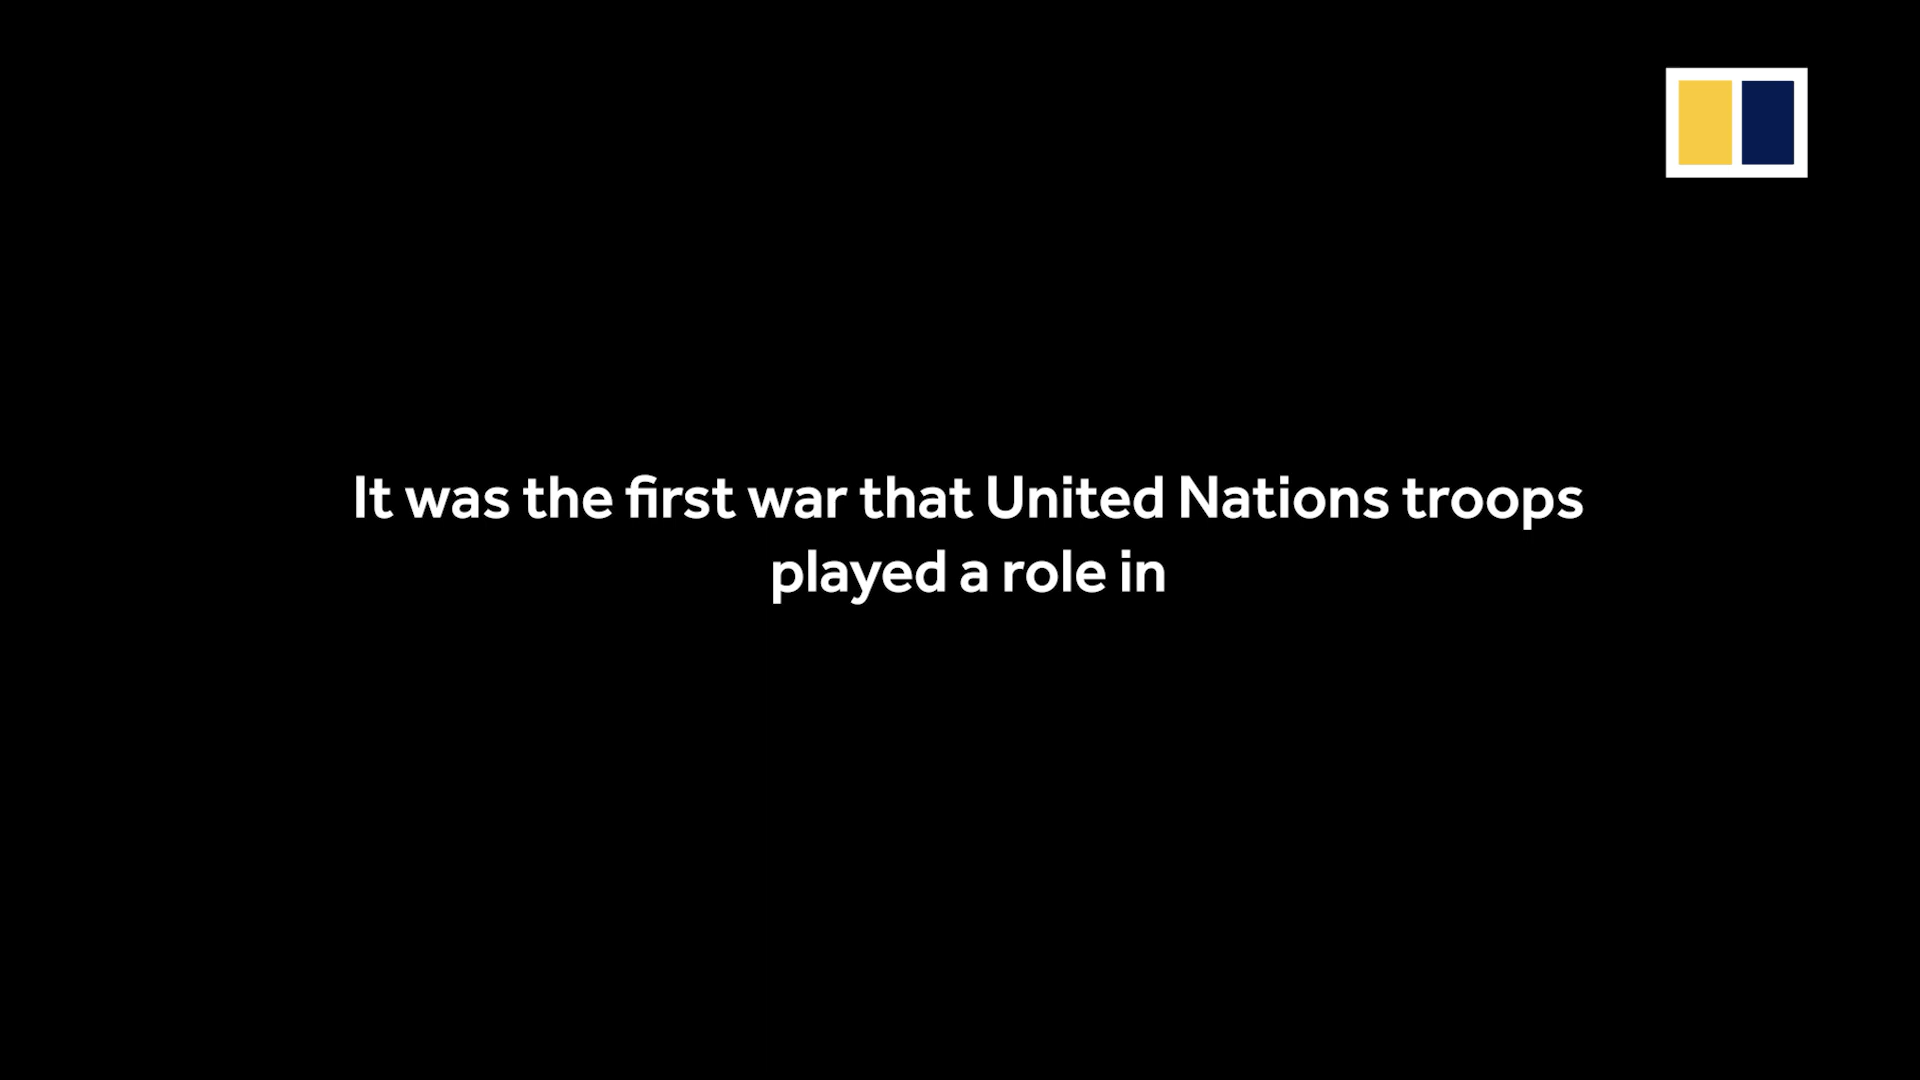 It was the first war that United Nations troops
played a role in